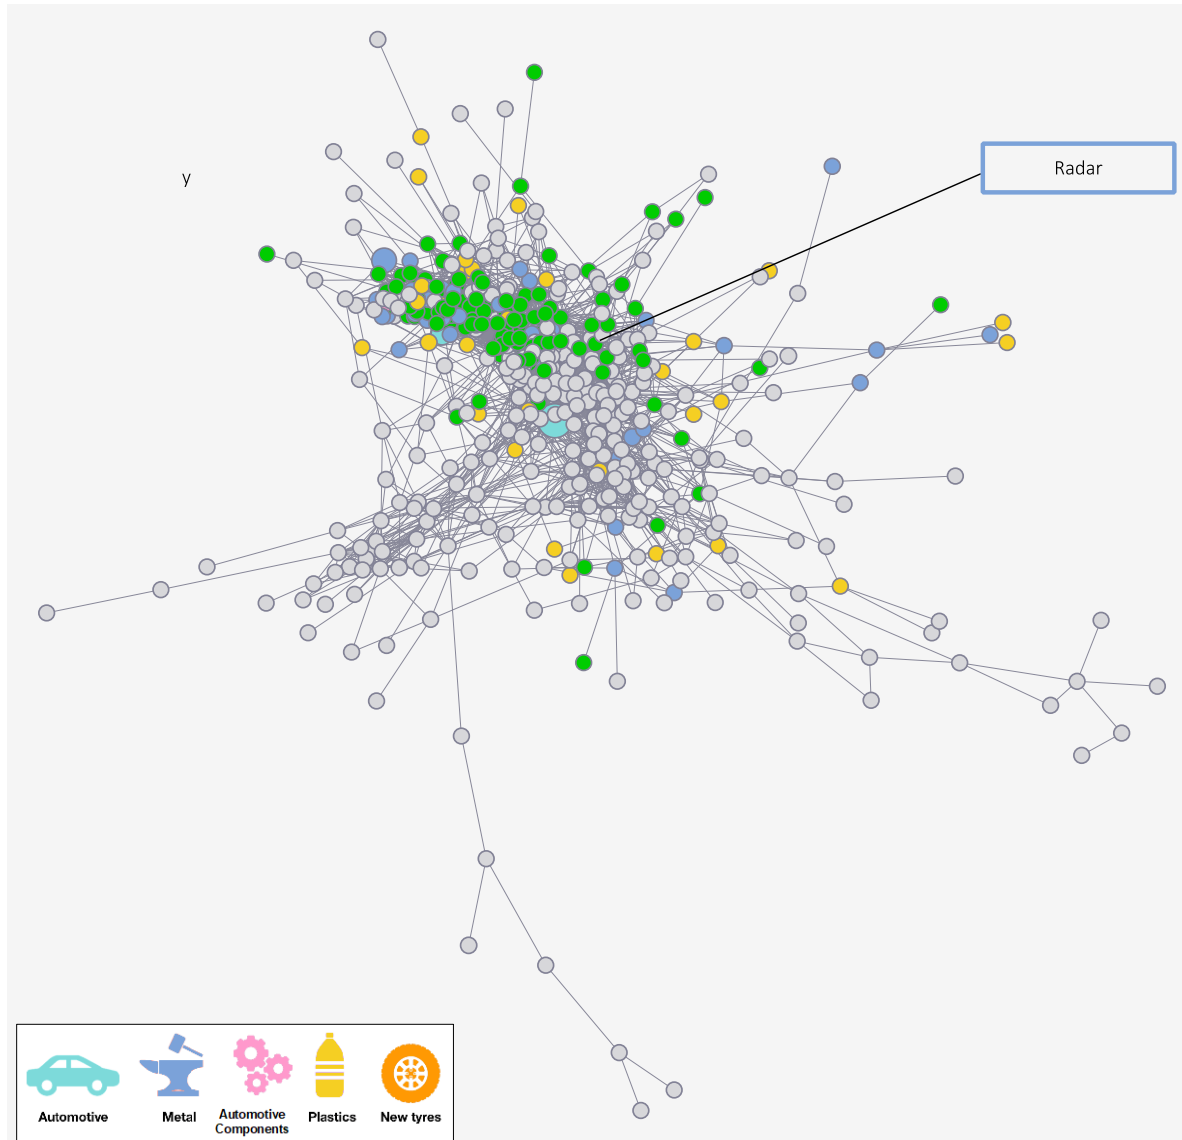 Radar
y
Automotive
Metal
Automotive
Components
Plastics
New tyres